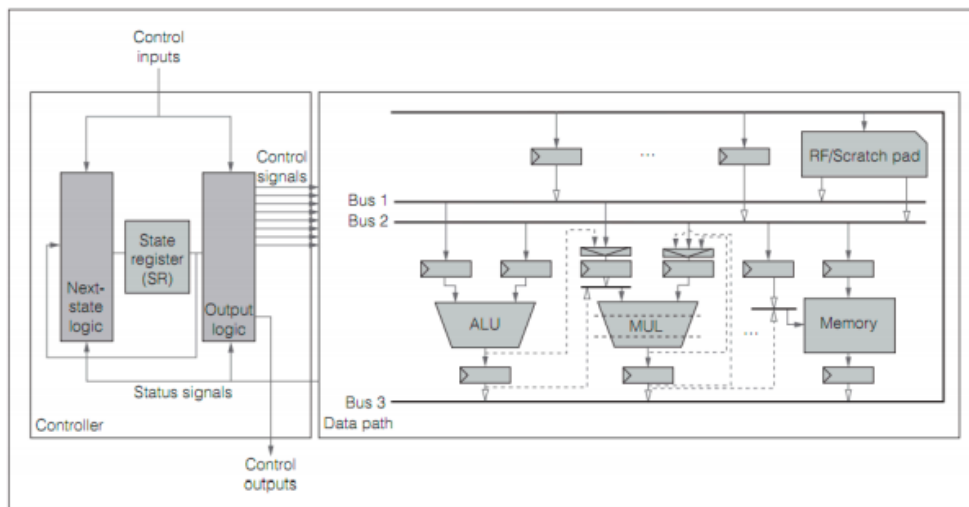 Control
inputs
Control
signals
Next-
state
logic
State
register
(SR)
Output
logic
Status signals
Controller
Control
outputs
RF/Scratch pad
...
Bus 1
Bus 2
ALU
MUL
...
Memory
Bus 3
Data path